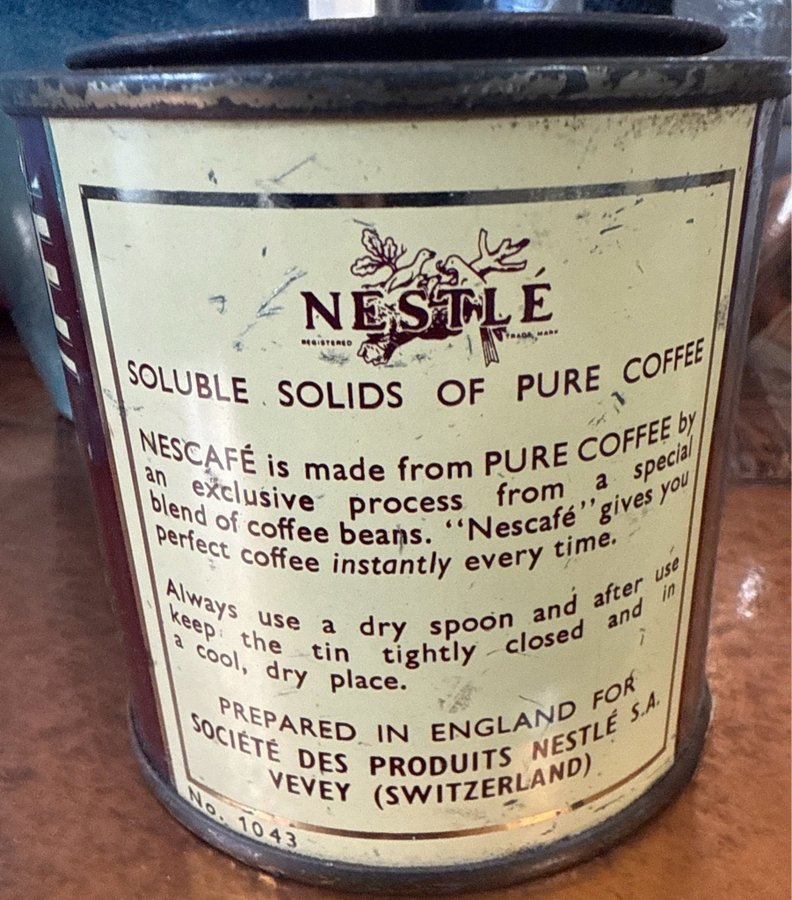 NESTLÉ
REGISTERED TRADE MARK
SOLUBLE SOLIDS OF PURE COFFEE
NESCAFÉ is made from PURE COFFEE by
an exclusive process from a special
blend of coffee beans. “Nescafé” gives you
perfect coffee instantly every time.
Always use a dry spoon and after use
keep the tin tightly closed and in
a cool, dry place.
PREPARED IN ENGLAND FOR
SOCIÉTÉ DES PRODUITS NESTLÉ S.A.
VEVEY (SWITZERLAND)
No. 1043